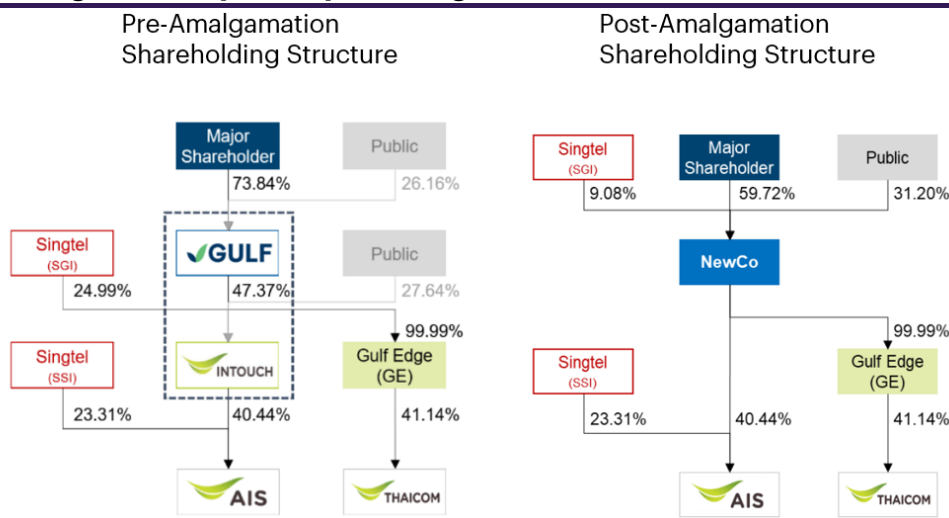 Pre-Amalgamation
Shareholding Structure
Major
Shareholder
Public
73.84%
26.16%
Singtel
(SGI)
GULF
Public
24.99%
47.37%
27.64%
99.99%
Singtel
(SSI)
INTOUCH
Gulf Edge
(GE)
23.31%
40.44%
41.14%
AIS
THAICOM
Post-Amalgamation
Shareholding Structure
Singtel
(SGI)
Major
Shareholder
Public
9.08%
59.72%
31.20%
NewCo
99.99%
Singtel
(SSI)
Gulf Edge
(GE)
23.31%
40.44%
41.14%
AIS
THAICOM